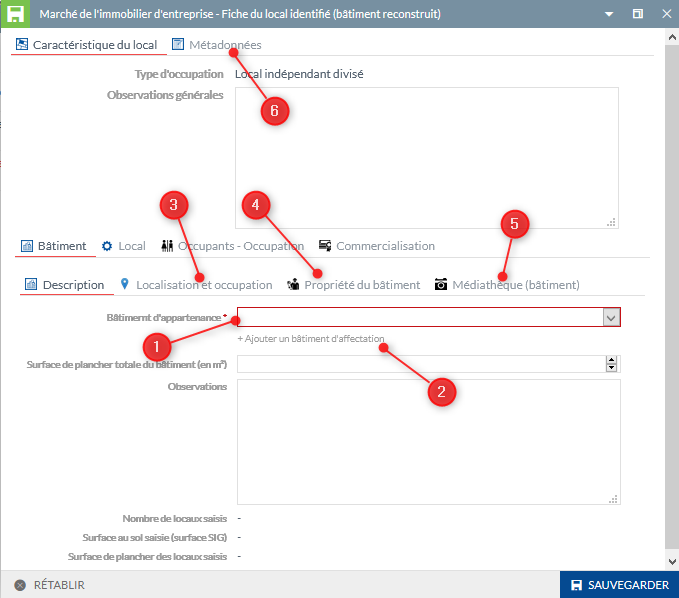 Marché de l'immobilier d'entreprise - Fiche du local identifié (bâtiment reconstruit)
Caractéristique du local Métadonnées
Type d'occupation Local indépendant divisé
Observations générales
6
3
4
5
Bâtiment Local Occupants - Occupation Commercialisation
Description Localisation et occupation Propriété du bâtiment Médiathèque (bâtiment)
Bâtimernt d'appartenance *
1
+ Ajouter un bâtiment d'affectation
Surface de plancher totale du bâtiment (en m²)
2
Observations
Nombre de locaux saisis -
Surface au sol saisie (surface SIG) -
Surface de plancher des locaux saisis -
RÉTABLIR SAUVEGARDER